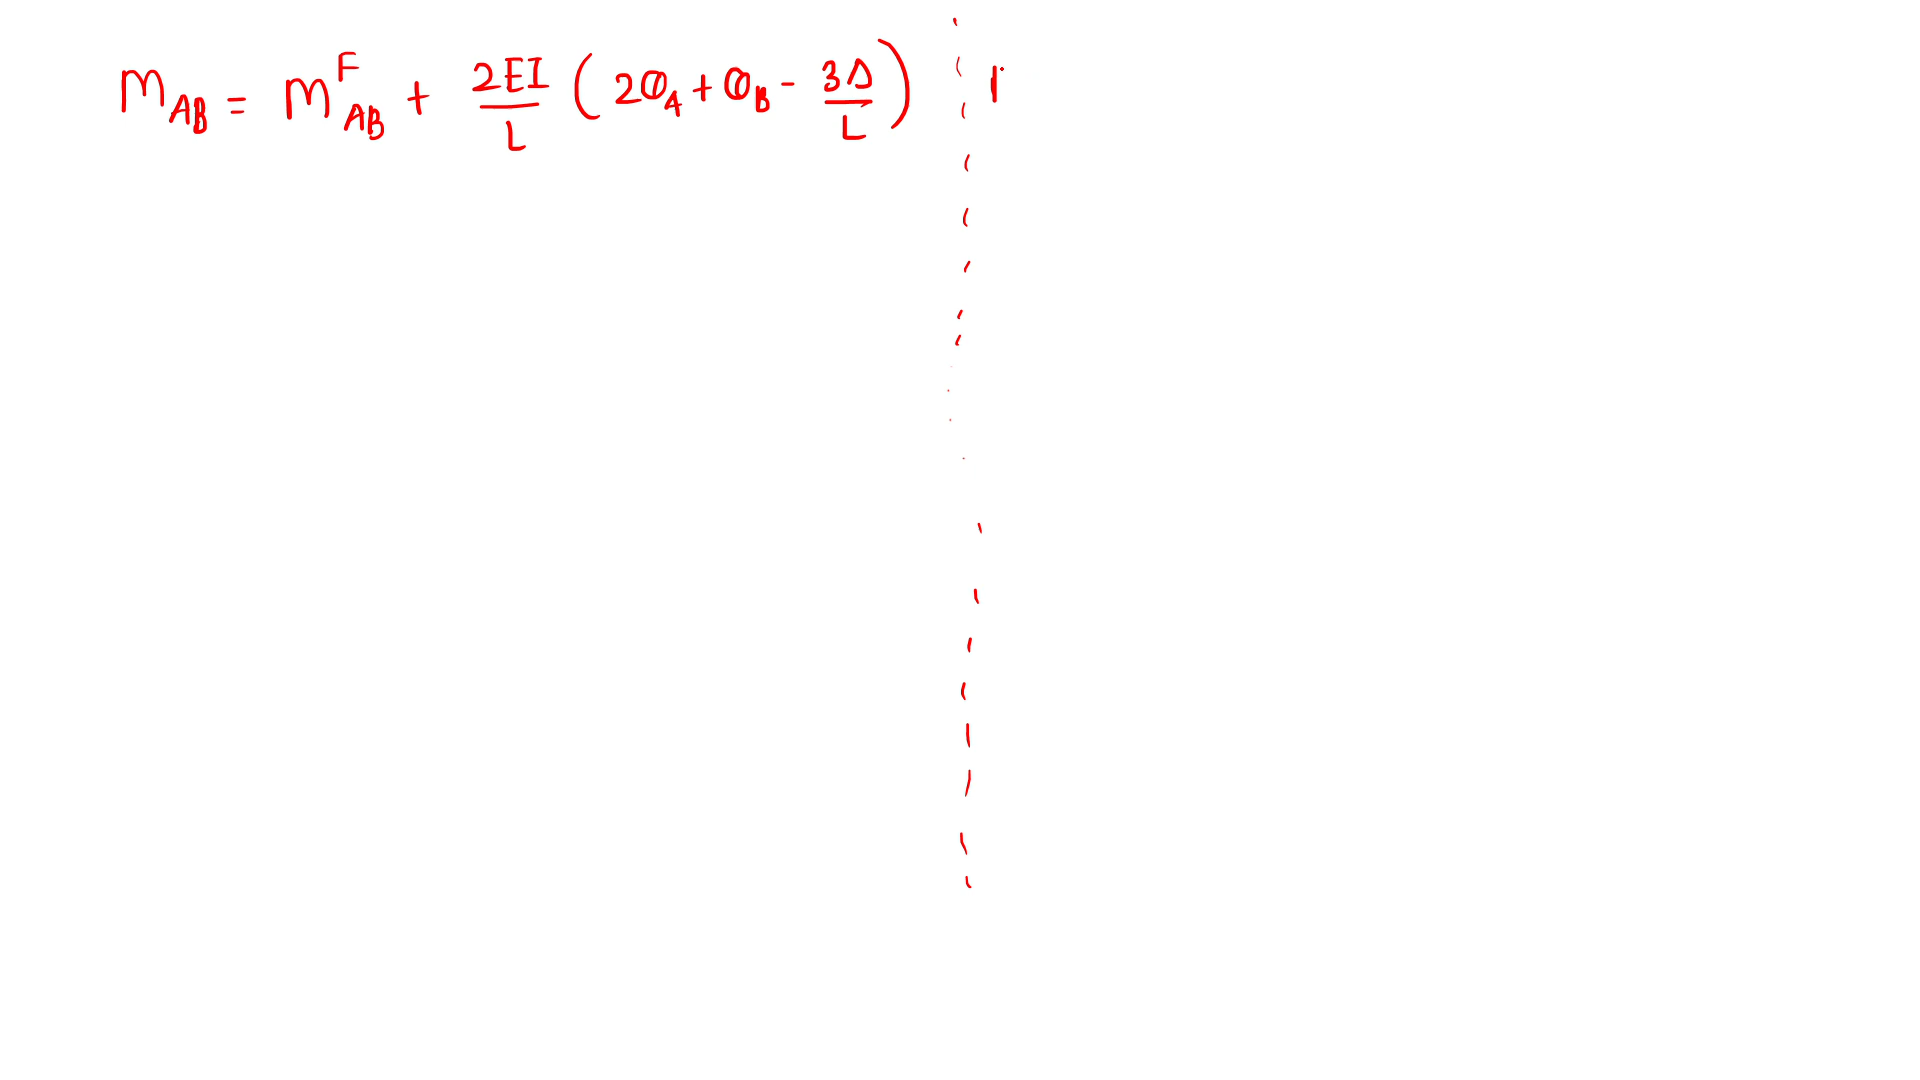 M_AB = M^F_AB + 2EI/L ( 2θ_A + θ_B - 3Δ/L )